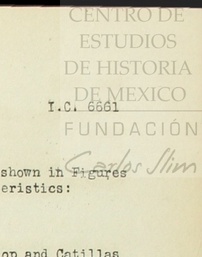 CENTRO DE
ESTUDIOS
DE HISTORIA
DE MEXICO
I.C. 6661
FUNDACIÓN
Carlos Slim
shown in Figures
eristics:
op and Catillas